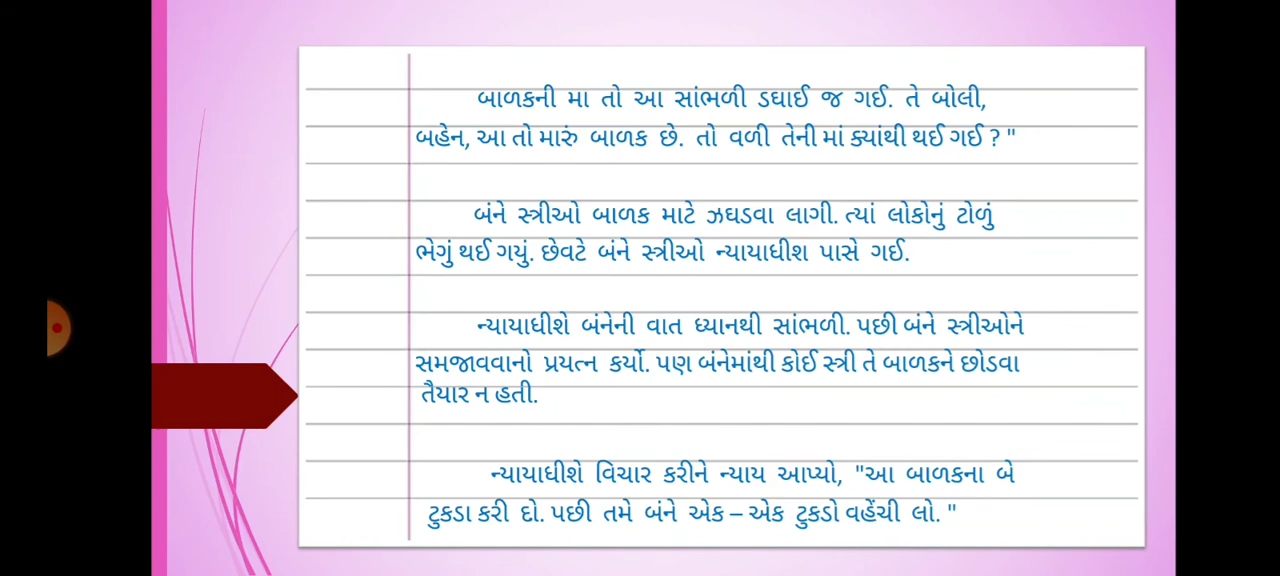 બાળકની મા તો આ સાંભળી ડઘાઈ જ ગઈ. તે બોલી,
બહેન, આ તો મારું બાળક છે. તો વળી તેની માં ક્યાંથી થઈ ગઈ ? "
બંને સ્ત્રીઓ બાળક માટે ઝઘડવા લાગી. ત્યાં લોકોનું ટોળું
ભેગું થઈ ગયું. છેવટે બંને સ્ત્રીઓ ન્યાયાધીશ પાસે ગઈ.
ન્યાયાધીશે બંનેની વાત ધ્યાનથી સાંભળી. પછી બંને સ્ત્રીઓને
સમજાવવાનો પ્રયત્ન કર્યો. પણ બંનેમાંથી કોઈ સ્ત્રી તે બાળકને છોડવા
તૈયાર ન હતી.
ન્યાયાધીશે વિચાર કરીને ન્યાય આપ્યો, "આ બાળકના બે
ટુકડા કરી દો. પછી તમે બંને એક – એક ટુકડો વહેંચી લો. "